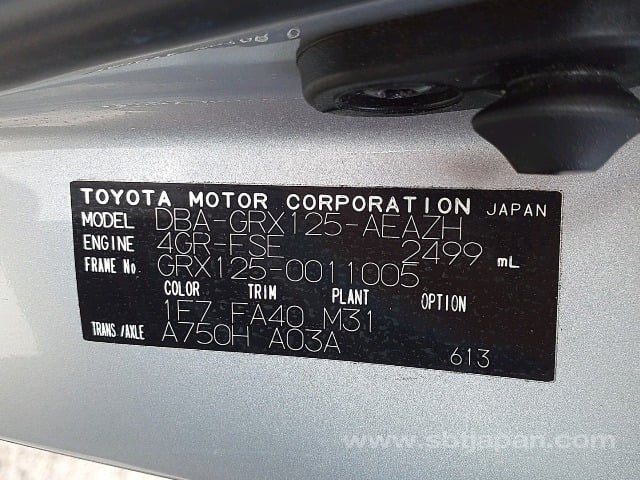 TOYOTA MOTOR CORPORATION JAPAN
MODEL DBA-GRX125-AEAZH
ENGINE 4GR-FSE 2499 mL
FRAME No. GRX125-0011005
COLOR TRIM PLANT OPTION
1F7 FA40 M31
TRANS/AXLE A750H A03A
613
www.sbtjapan.com